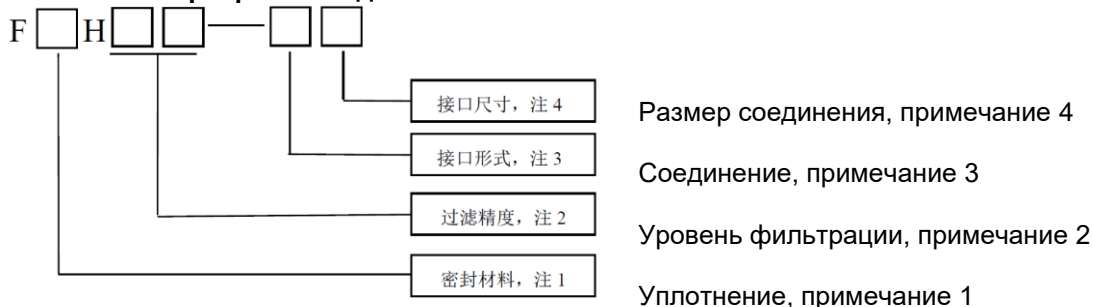 F□H□□—□□
接口尺寸，注 4
Размер соединения, примечание 4
接口形式，注 3
Соединение, примечание 3
过滤精度，注 2
Уровень фильтрации, примечание 2
密封材料，注 1
Уплотнение, примечание 1